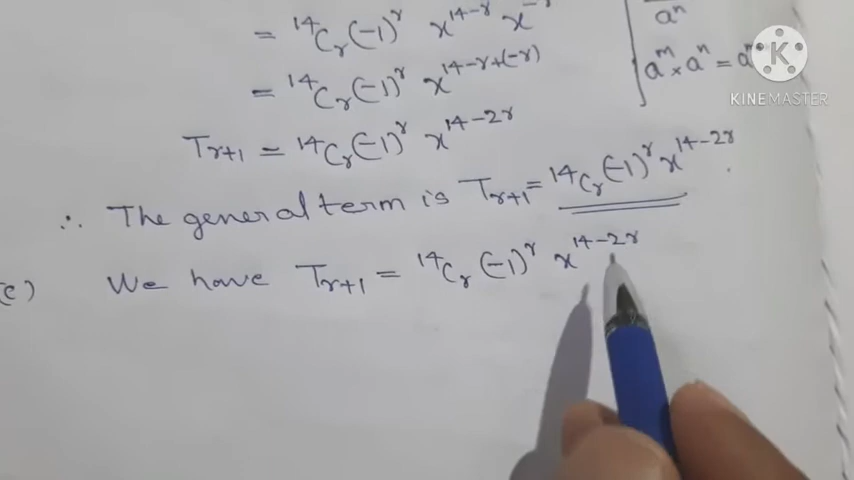 = ¹⁴Cᵣ (-1)ʳ x¹⁴⁻ʳ x⁻ʳ
= ¹⁴Cᵣ (-1)ʳ x¹⁴⁻ʳ⁺⁽⁻ʳ⁾
Tᵣ₊₁ = ¹⁴Cᵣ (-1)ʳ x¹⁴⁻²ʳ
∴ The general term is Tᵣ₊₁ = ¹⁴Cᵣ (-1)ʳ x¹⁴⁻²ʳ.
(c) We have Tᵣ₊₁ = ¹⁴Cᵣ (-1)ʳ x¹⁴⁻²ʳ
aⁿ
aᵐ × aⁿ = a
K
KINEMASTER